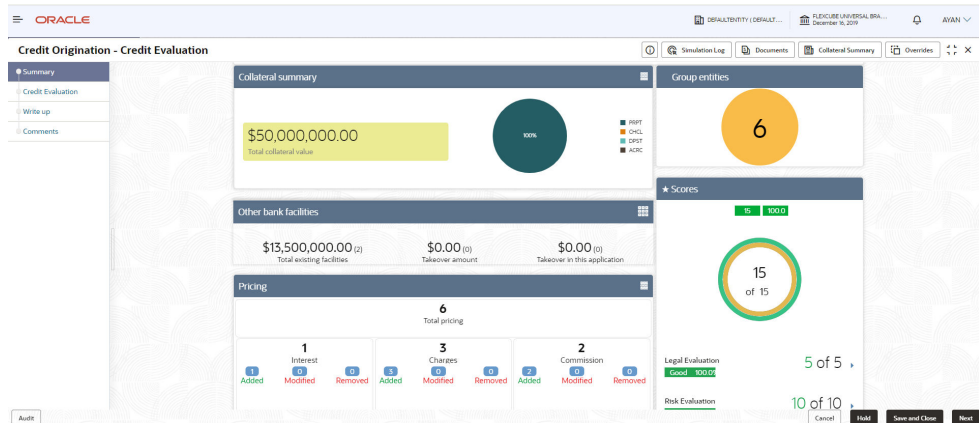 ORACLE
DEFAULTENTITY ( DEFAULT...
FLEXCUBE UNIVERSAL BRA...
December 16, 2019
AYAN
Credit Origination - Credit Evaluation
Simulation Log
Documents
Collateral Summary
Overrides
Summary
Credit Evaluation
Write up
Comments
Collateral summary
$50,000,000.00
Total collateral value
100%
PRPT
CHCL
DPST
ACRC
Group entities
6
Other bank facilities
$13,500,000.00 (2)
Total existing facilities
$0.00 (0)
Takeover amount
$0.00 (0)
Takeover in this application
Pricing
6
Total pricing
1
Interest
1 Added
0 Modified
0 Removed
3
Charges
3 Added
0 Modified
0 Removed
2
Commission
2 Added
0 Modified
0 Removed
Scores
15 100.0
15
of 15
Legal Evaluation
5 of 5
Good 100.0%
Risk Evaluation
10 of 10
Audit
Cancel
Hold
Save and Close
Next